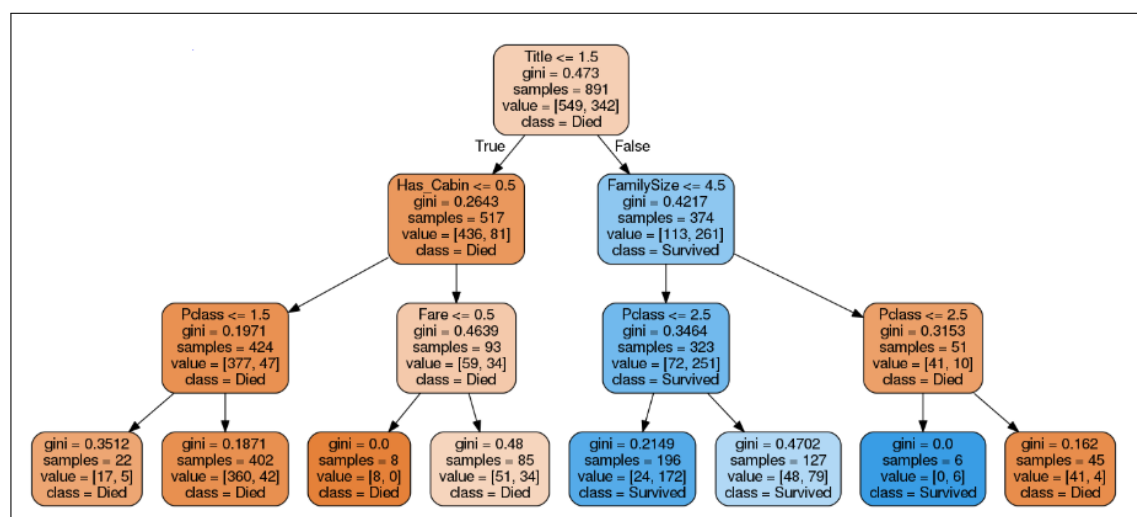 Title <= 1.5
gini = 0.473
samples = 891
value = [549, 342]
class = Died
True
False
Has_Cabin <= 0.5
gini = 0.2643
samples = 517
value = [436, 81]
class = Died
FamilySize <= 4.5
gini = 0.4217
samples = 374
value = [113, 261]
class = Survived
Pclass <= 1.5
gini = 0.1971
samples = 424
value = [377, 47]
class = Died
Fare <= 0.5
gini = 0.4639
samples = 93
value = [59, 34]
class = Died
Pclass <= 2.5
gini = 0.3464
samples = 323
value = [72, 251]
class = Survived
Pclass <= 2.5
gini = 0.3153
samples = 51
value = [41, 10]
class = Died
gini = 0.3512
samples = 22
value = [17, 5]
class = Died
gini = 0.1871
samples = 402
value = [360, 42]
class = Died
gini = 0.0
samples = 8
value = [8, 0]
class = Died
gini = 0.48
samples = 85
value = [51, 34]
class = Died
gini = 0.2149
samples = 196
value = [24, 172]
class = Survived
gini = 0.4702
samples = 127
value = [48, 79]
class = Survived
gini = 0.0
samples = 6
value = [0, 6]
class = Survived
gini = 0.162
samples = 45
value = [41, 4]
class = Died